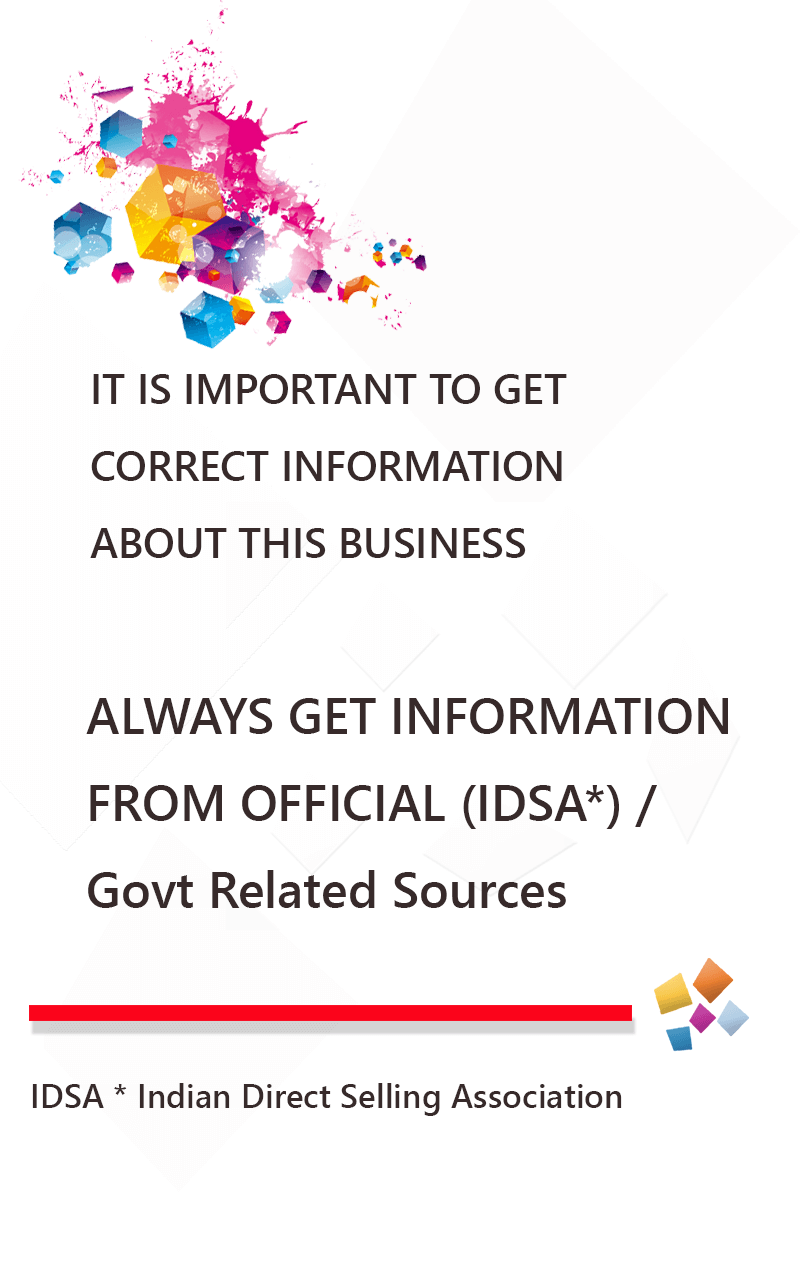 IT IS IMPORTANT TO GET
CORRECT INFORMATION
ABOUT THIS BUSINESS
ALWAYS GET INFORMATION
FROM OFFICIAL (IDSA*) /
Govt Related Sources
IDSA * Indian Direct Selling Association